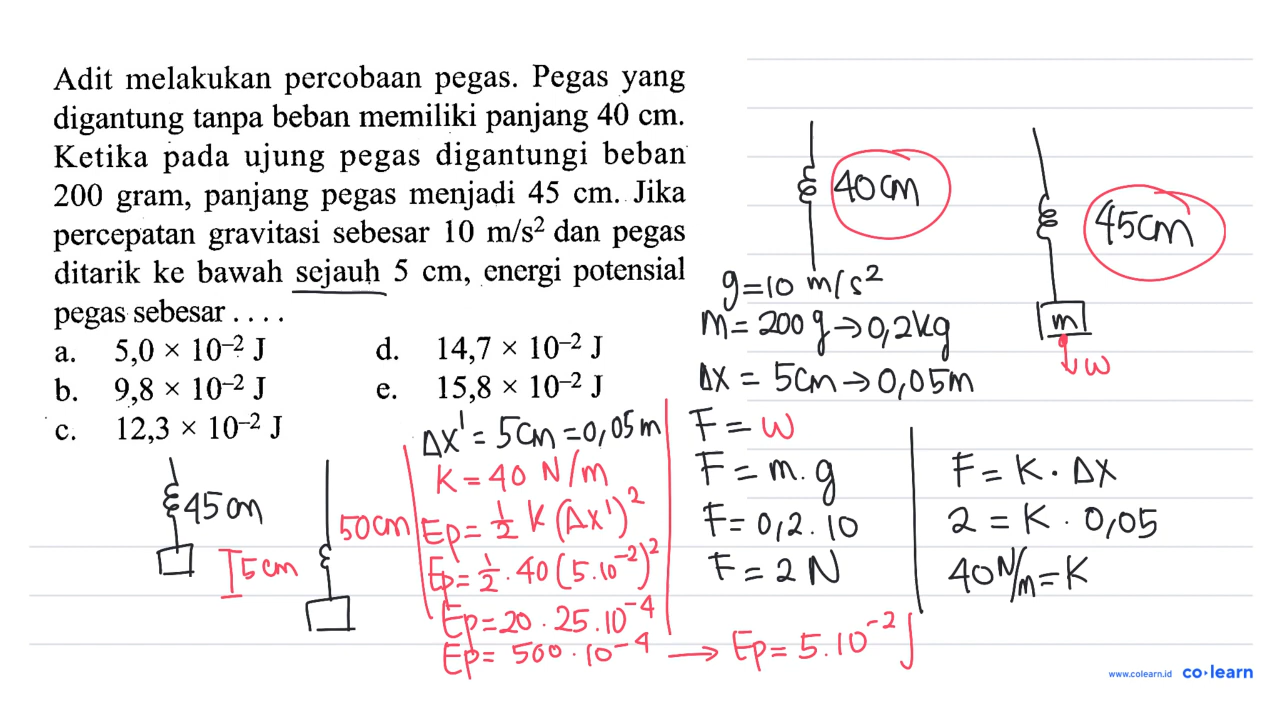 Adit melakukan percobaan pegas. Pegas yang
digantung tanpa beban memiliki panjang 40 cm.
Ketika pada ujung pegas digantungi beban
200 gram, panjang pegas menjadi 45 cm. Jika
percepatan gravitasi sebesar 10 m/s² dan pegas
ditarik ke bawah sejauh 5 cm, energi potensial
pegas sebesar . . . .
a. 5,0 × 10⁻² J
b. 9,8 × 10⁻² J
c. 12,3 × 10⁻² J
d. 14,7 × 10⁻² J
e. 15,8 × 10⁻² J
40 cm
45 cm
m
w
g = 10 m/s²
m = 200 g → 0,2 kg
Δx = 5 cm → 0,05 m
F = w
F = m . g
F = 0,2 . 10
F = 2 N
F = K . Δx
2 = K . 0,05
40 N/m = K
45 cm
5 cm
50 cm
Δx' = 5 cm = 0,05 m
K = 40 N/m
Ep = 1/2 K (Δx')²
Ep = 1/2 . 40 (5.10⁻²)²
Ep = 20 . 25 . 10⁻⁴
Ep = 500 . 10⁻⁴ → Ep = 5.10⁻² J
www.colearn.id co·learn